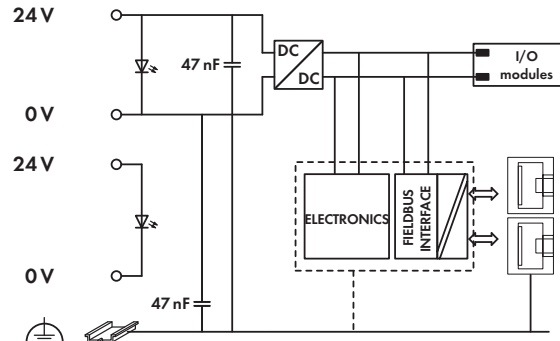 24 V
DC
DC
47 nF
I/O
modules
0 V
24 V
ELECTRONICS
FIELDBUS
INTERFACE
0 V
47 nF